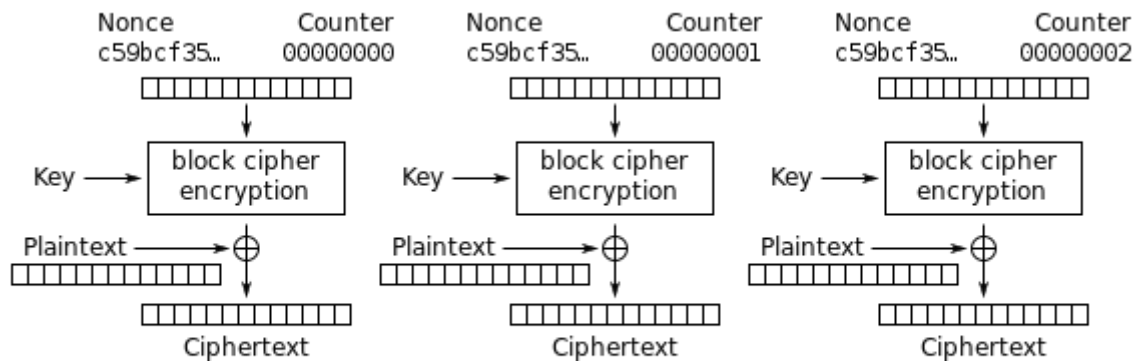 Nonce Counter Nonce Counter Nonce Counter
c59bcf35… 00000000 c59bcf35… 00000001 c59bcf35… 00000002
Key block cipher encryption Key block cipher encryption Key block cipher encryption
Plaintext Plaintext Plaintext
Ciphertext Ciphertext Ciphertext